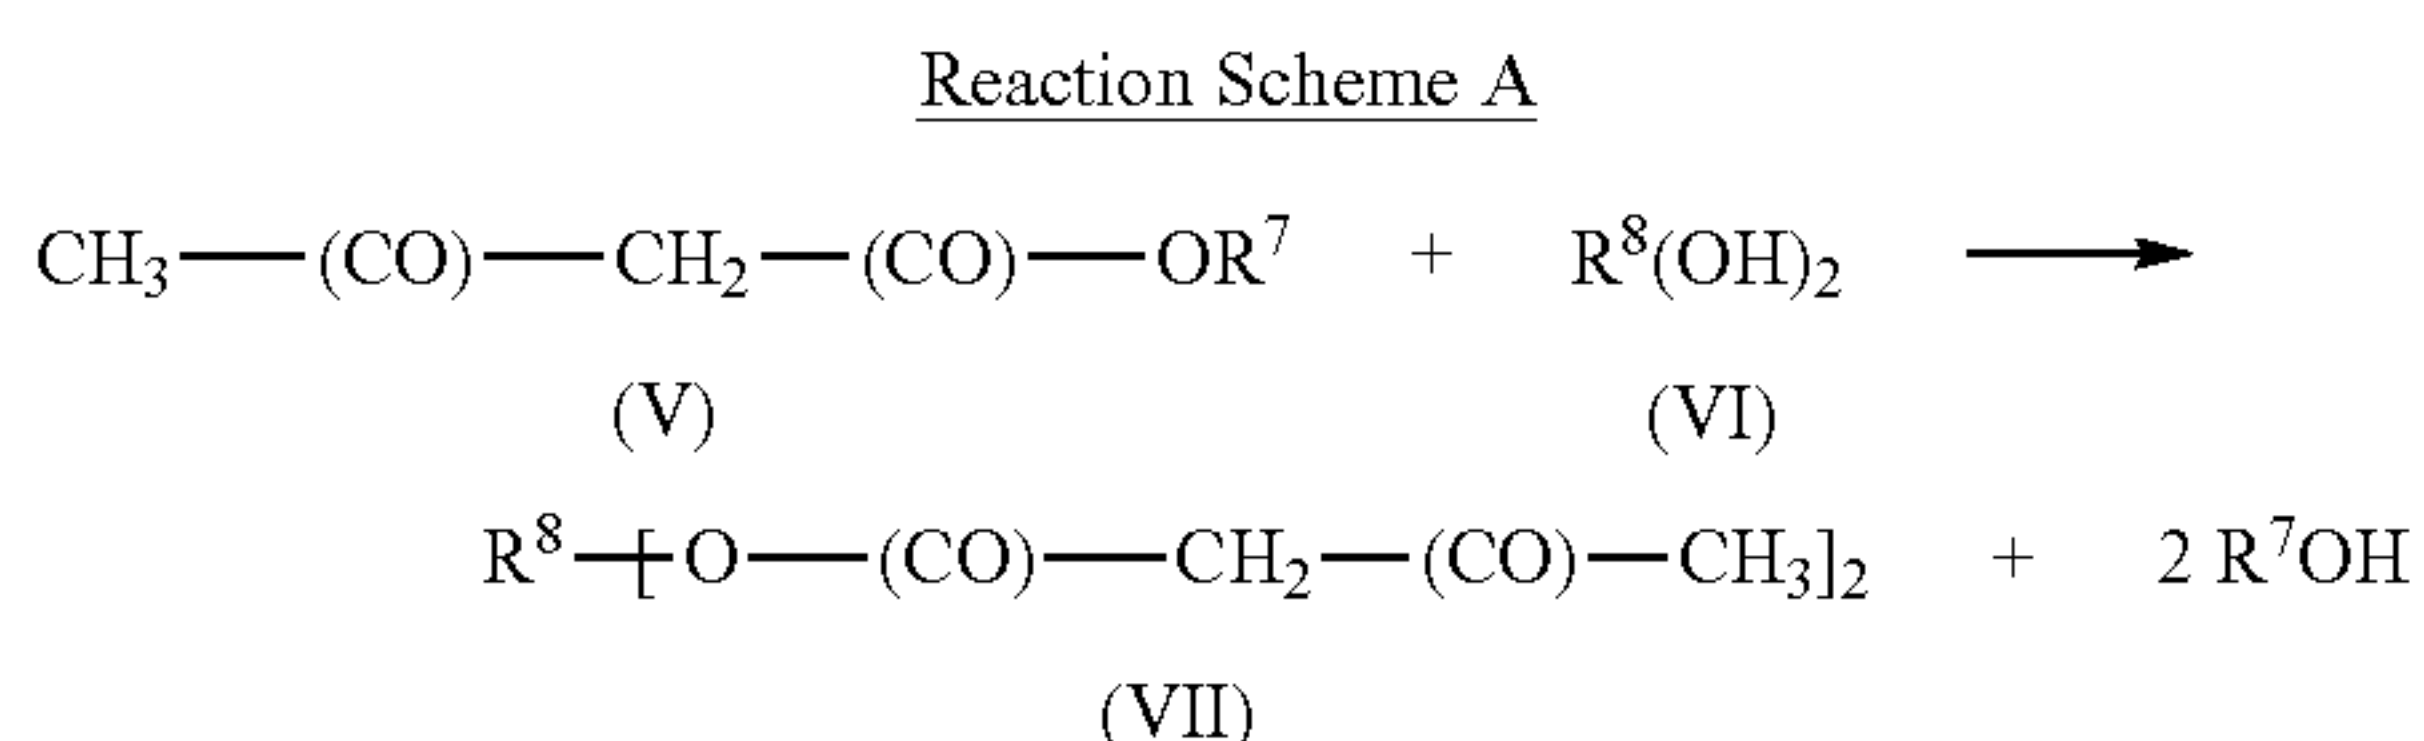 Reaction Scheme A
CH₃—(CO)—CH₂—(CO)—OR⁷ + R⁸(OH)₂ →
(V) (VI)
R⁸—[O—(CO)—CH₂—(CO)—CH₃]₂ + 2 R⁷OH
(VII)